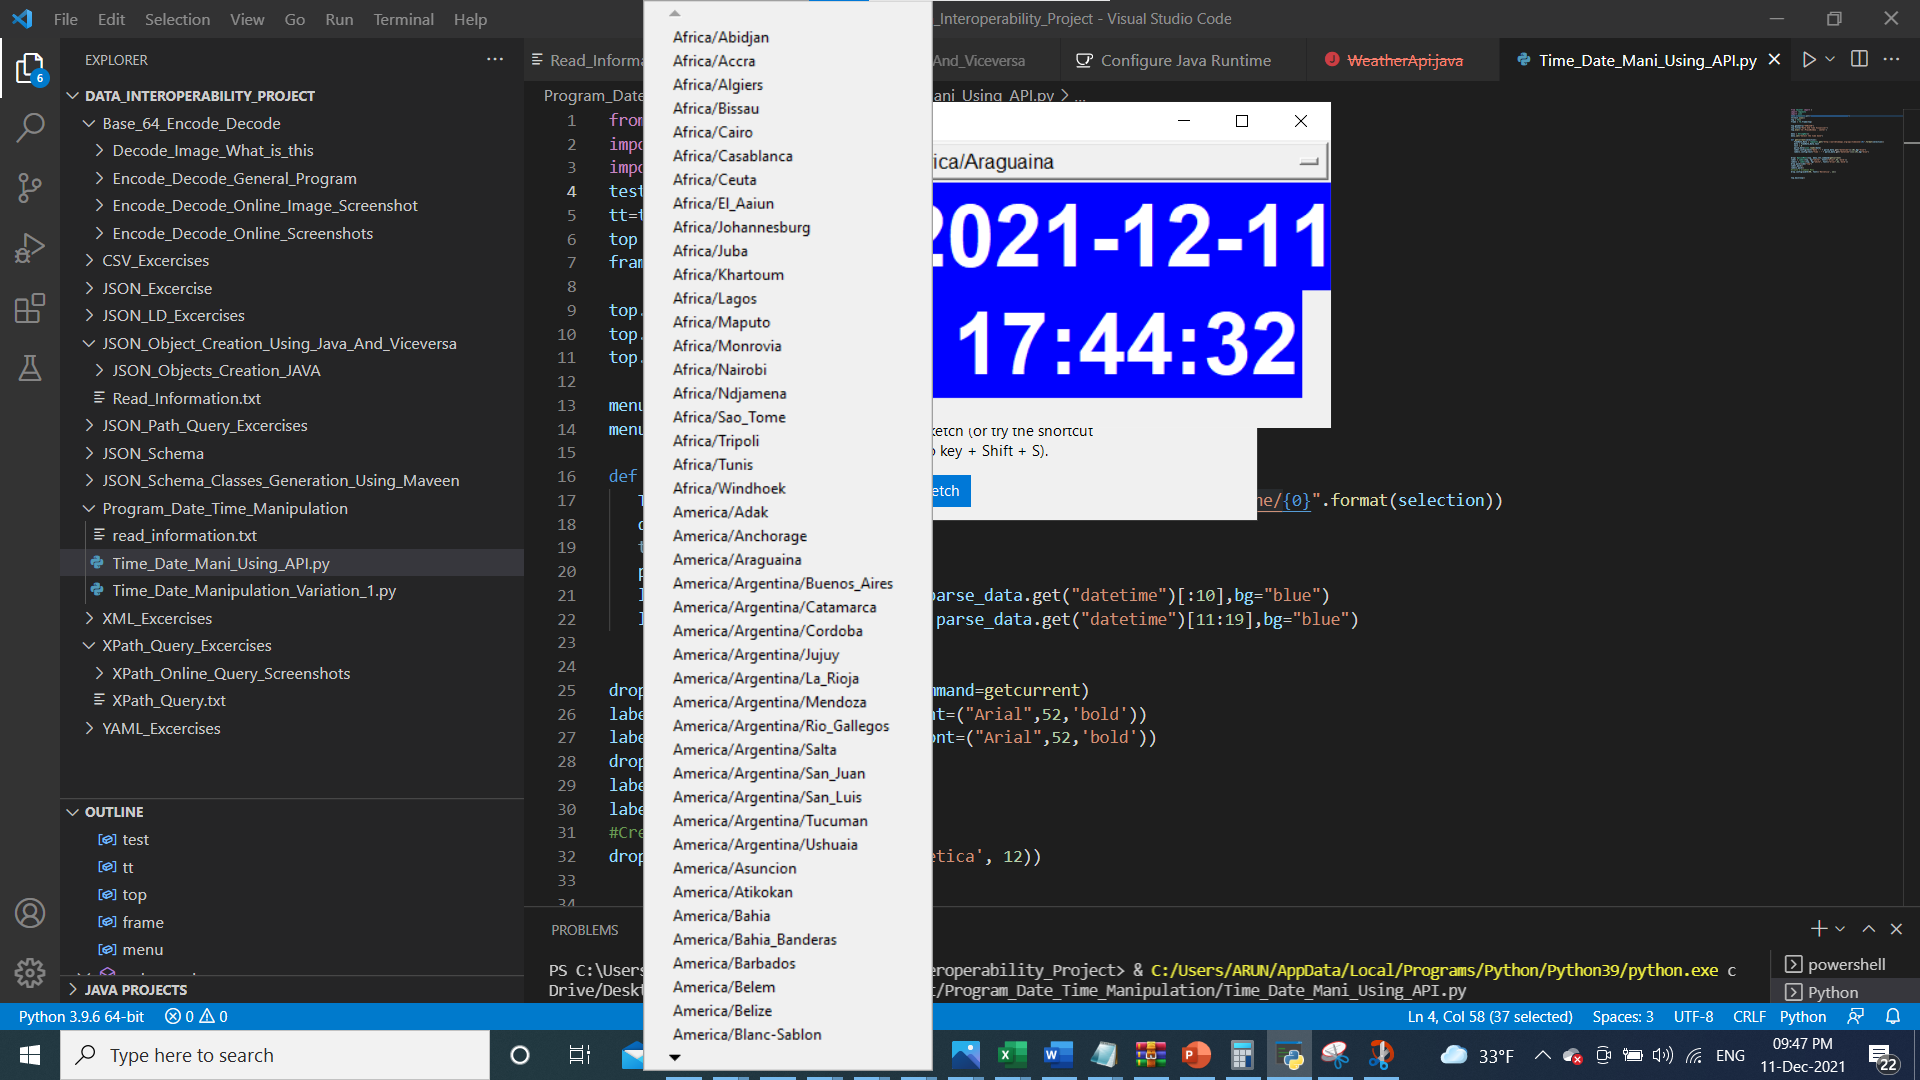 File Edit Selection View Go Run Terminal Help
_Interoperability_Project - Visual Studio Code
EXPLORER
6
DATA_INTEROPERABILITY_PROJECT
Base_64_Encode_Decode
Decode_Image_What_is_this
Encode_Decode_General_Program
Encode_Decode_Online_Image_Screenshot
Encode_Decode_Online_Screenshots
CSV_Excercises
JSON_Excercise
JSON_LD_Excercises
JSON_Object_Creation_Using_Java_And_Viceversa
JSON_Objects_Creation_JAVA
Read_Information.txt
JSON_Path_Query_Excercises
JSON_Schema
JSON_Schema_Classes_Generation_Using_Maveen
Program_Date_Time_Manipulation
read_information.txt
Time_Date_Mani_Using_API.py
Time_Date_Manipulation_Variation_1.py
XML_Excercises
XPath_Query_Excercises
XPath_Online_Query_Screenshots
XPath_Query.txt
YAML_Excercises
OUTLINE
test
tt
top
frame
menu
JAVA PROJECTS
Read_Informa
And_Viceversa
Configure Java Runtime
WeatherApi.java
Time_Date_Mani_Using_API.py
Program_Date
ani_Using_API.py > ...
1 from
2 impo
3 impo
4 test
5 tt=t
6 top
7 fram
8
9 top.
10 top.
11 top.
12
13 menu
14 menu
15
16 def
17 ne/{0}".format(selection))
18
19
20
21 parse_data.get("datetime")[:10],bg="blue")
22 parse_data.get("datetime")[11:19],bg="blue")
23
24
25 drop mmand=getcurrent)
26 labe nt=("Arial",52,'bold'))
27 labe ont=("Arial",52,'bold'))
28 drop
29 labe
30 labe
31 #Cre
32 drop etica', 12))
33
34
Africa/Abidjan
Africa/Accra
Africa/Algiers
Africa/Bissau
Africa/Cairo
Africa/Casablanca
Africa/Ceuta
Africa/El_Aaiun
Africa/Johannesburg
Africa/Juba
Africa/Khartoum
Africa/Lagos
Africa/Maputo
Africa/Monrovia
Africa/Nairobi
Africa/Ndjamena
Africa/Sao_Tome
Africa/Tripoli
Africa/Tunis
Africa/Windhoek
America/Adak
America/Anchorage
America/Araguaina
America/Argentina/Buenos_Aires
America/Argentina/Catamarca
America/Argentina/Cordoba
America/Argentina/Jujuy
America/Argentina/La_Rioja
America/Argentina/Mendoza
America/Argentina/Rio_Gallegos
America/Argentina/Salta
America/Argentina/San_Juan
America/Argentina/San_Luis
America/Argentina/Tucuman
America/Argentina/Ushuaia
America/Asuncion
America/Atikokan
America/Bahia
America/Bahia_Banderas
America/Barbados
America/Belem
America/Belize
America/Blanc-Sablon
rica/Araguaina
2021-12-11
17:44:32
ketch (or try the shortcut
o key + Shift + S).
etch
PROBLEMS
PS C:\Users eroperability_Project> & C:/Users/ARUN/AppData/Local/Programs/Python/Python39/python.exe c
Drive/Deskt t/Program_Date_Time_Manipulation/Time_Date_Mani_Using_API.py
powershell
Python
Python 3.9.6 64-bit 0 0
Ln 4, Col 58 (37 selected) Spaces: 3 UTF-8 CRLF Python
Type here to search
33°F
ENG
09:47 PM
11-Dec-2021
22